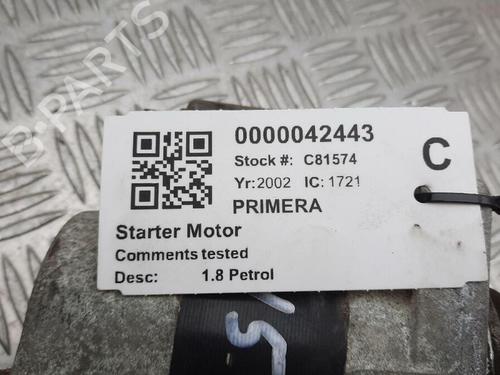 B-PARTS
0000042443
Stock #: C81574
C
Yr:2002 IC:1721
PRIMERA
Starter Motor
Comments tested
Desc: 1.8 Petrol